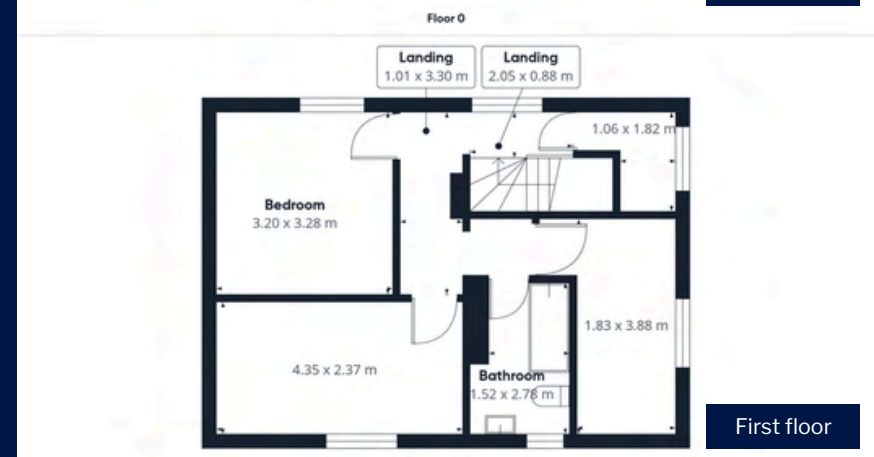 Floor 0
Landing
1.01 x 3.30 m
Landing
2.05 x 0.88 m
1.06 x 1.82 m
Bedroom
3.20 x 3.28 m
1.83 x 3.88 m
4.35 x 2.37 m
Bathroom
1.52 x 2.78 m
First floor